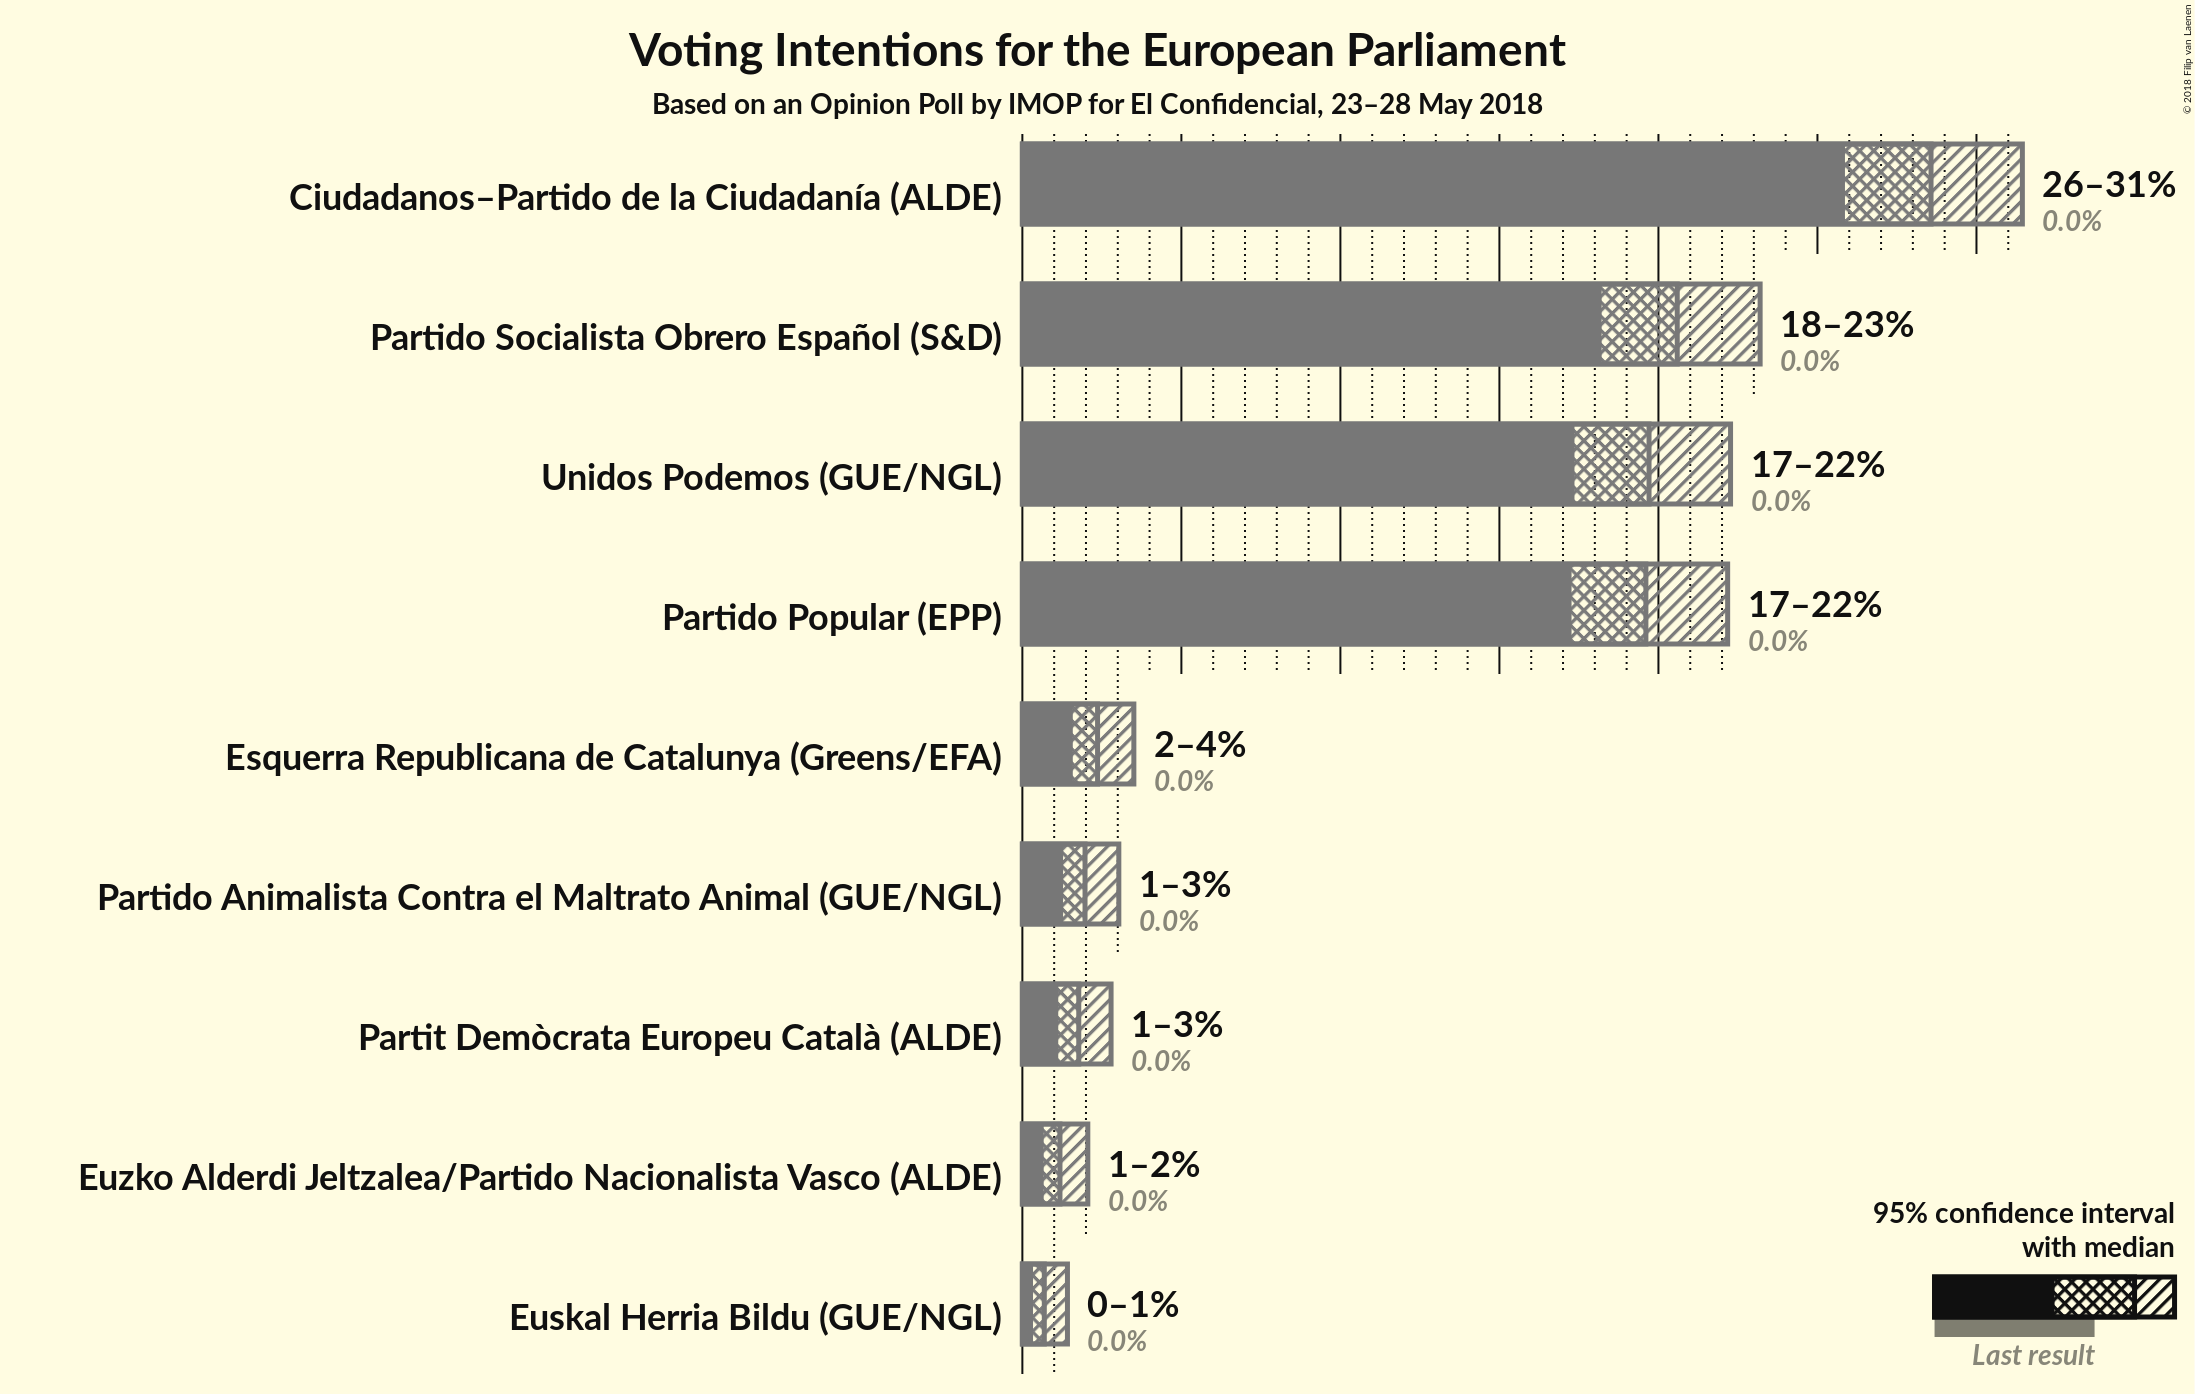 Voting Intentions for the European Parliament
Based on an Opinion Poll by IMOP for El Confidencial, 23–28 May 2018
© 2018 Filip van Laenen
Ciudadanos–Partido de la Ciudadanía (ALDE)
26–31%
0.0%
Partido Socialista Obrero Español (S&D)
18–23%
0.0%
Unidos Podemos (GUE/NGL)
17–22%
0.0%
Partido Popular (EPP)
17–22%
0.0%
Esquerra Republicana de Catalunya (Greens/EFA)
2–4%
0.0%
Partido Animalista Contra el Maltrato Animal (GUE/NGL)
1–3%
0.0%
Partit Demòcrata Europeu Català (ALDE)
1–3%
0.0%
Euzko Alderdi Jeltzalea/Partido Nacionalista Vasco (ALDE)
1–2%
0.0%
Euskal Herria Bildu (GUE/NGL)
0–1%
0.0%
95% confidence interval
with median
Last result